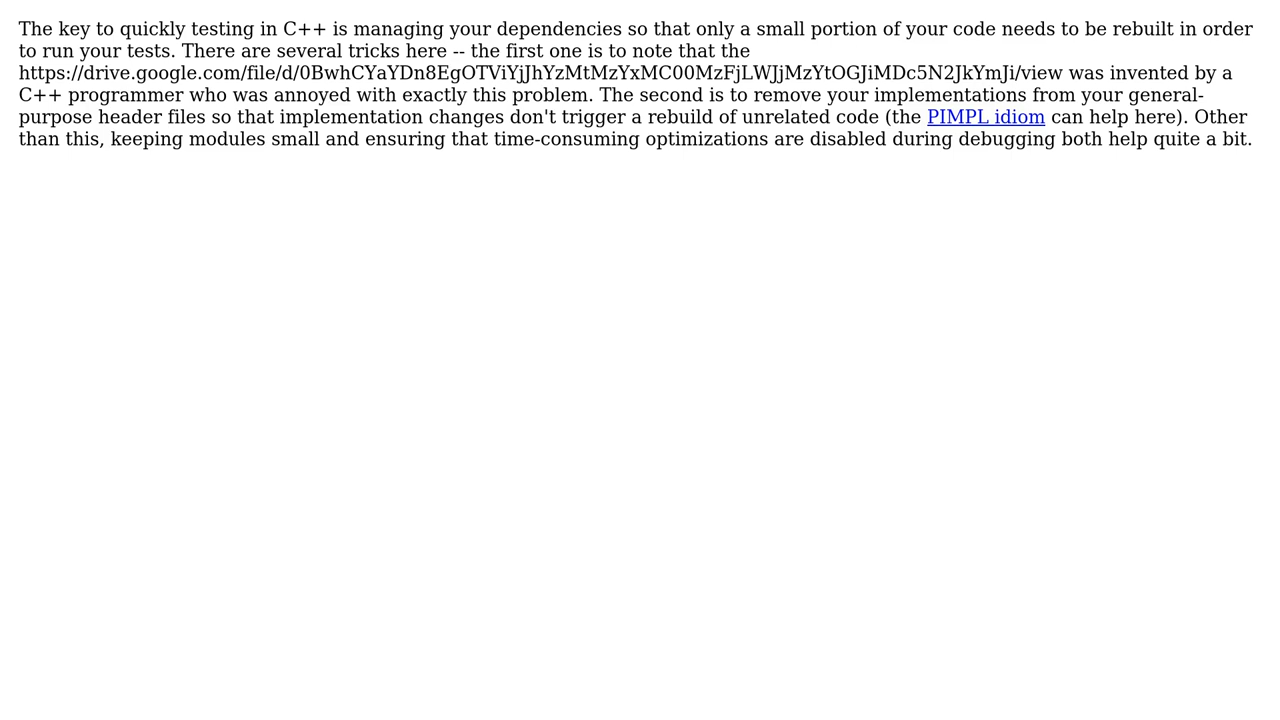 The key to quickly testing in C++ is managing your dependencies so that only a small portion of your code needs to be rebuilt in order
to run your tests. There are several tricks here -- the first one is to note that the
https://drive.google.com/file/d/0BwhCYaYDn8EgOTViYjJhYzMtMzYxMC00MzFjLWJjMzYtOGJiMDc5N2JkYmJi/view was invented by a
C++ programmer who was annoyed with exactly this problem. The second is to remove your implementations from your general-
purpose header files so that implementation changes don't trigger a rebuild of unrelated code (the PIMPL idiom can help here). Other
than this, keeping modules small and ensuring that time-consuming optimizations are disabled during debugging both help quite a bit.